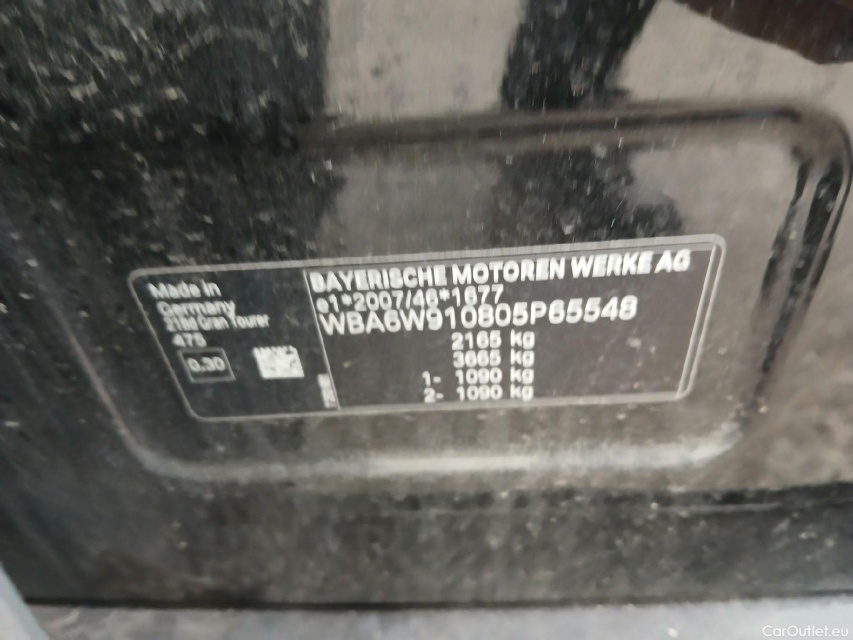 Made in
Germany
218d Gran Tourer
475
0.30
BAYERISCHE MOTOREN WERKE AG
e1*2007/46*1677
WBA6W910805P65548
2165 kg
3665 kg
1- 1090 kg
2- 1090 kg
CarOutlet.eu